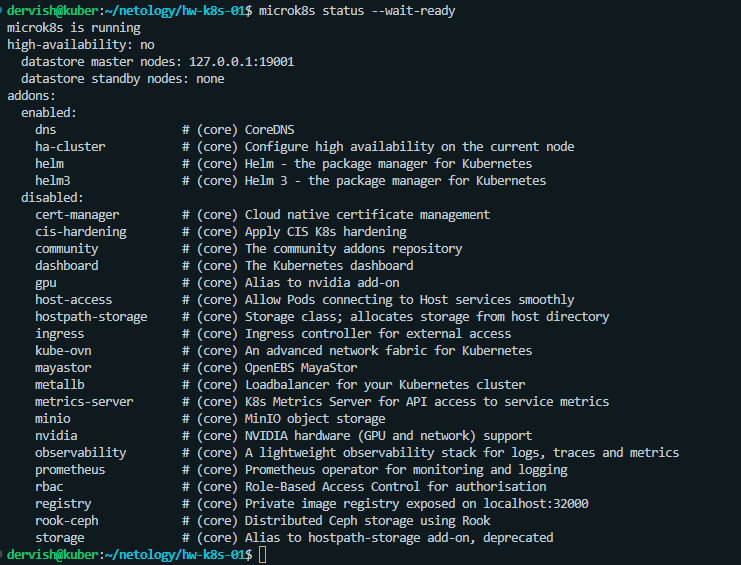 dervish@kuber:~/netology/hw-k8s-01$ microk8s status --wait-ready
microk8s is running
high-availability: no
  datastore master nodes: 127.0.0.1:19001
  datastore standby nodes: none
addons:
  enabled:
    dns                  # (core) CoreDNS
    ha-cluster           # (core) Configure high availability on the current node
    helm                 # (core) Helm - the package manager for Kubernetes
    helm3                # (core) Helm 3 - the package manager for Kubernetes
  disabled:
    cert-manager         # (core) Cloud native certificate management
    cis-hardening        # (core) Apply CIS K8s hardening
    community            # (core) The community addons repository
    dashboard            # (core) The Kubernetes dashboard
    gpu                  # (core) Alias to nvidia add-on
    host-access          # (core) Allow Pods connecting to Host services smoothly
    hostpath-storage     # (core) Storage class; allocates storage from host directory
    ingress              # (core) Ingress controller for external access
    kube-ovn             # (core) An advanced network fabric for Kubernetes
    mayastor             # (core) OpenEBS MayaStor
    metallb              # (core) Loadbalancer for your Kubernetes cluster
    metrics-server       # (core) K8s Metrics Server for API access to service metrics
    minio                # (core) MinIO object storage
    nvidia               # (core) NVIDIA hardware (GPU and network) support
    observability        # (core) A lightweight observability stack for logs, traces and metrics
    prometheus           # (core) Prometheus operator for monitoring and logging
    rbac                 # (core) Role-Based Access Control for authorisation
    registry             # (core) Private image registry exposed on localhost:32000
    rook-ceph            # (core) Distributed Ceph storage using Rook
    storage              # (core) Alias to hostpath-storage add-on, deprecated
dervish@kuber:~/netology/hw-k8s-01$